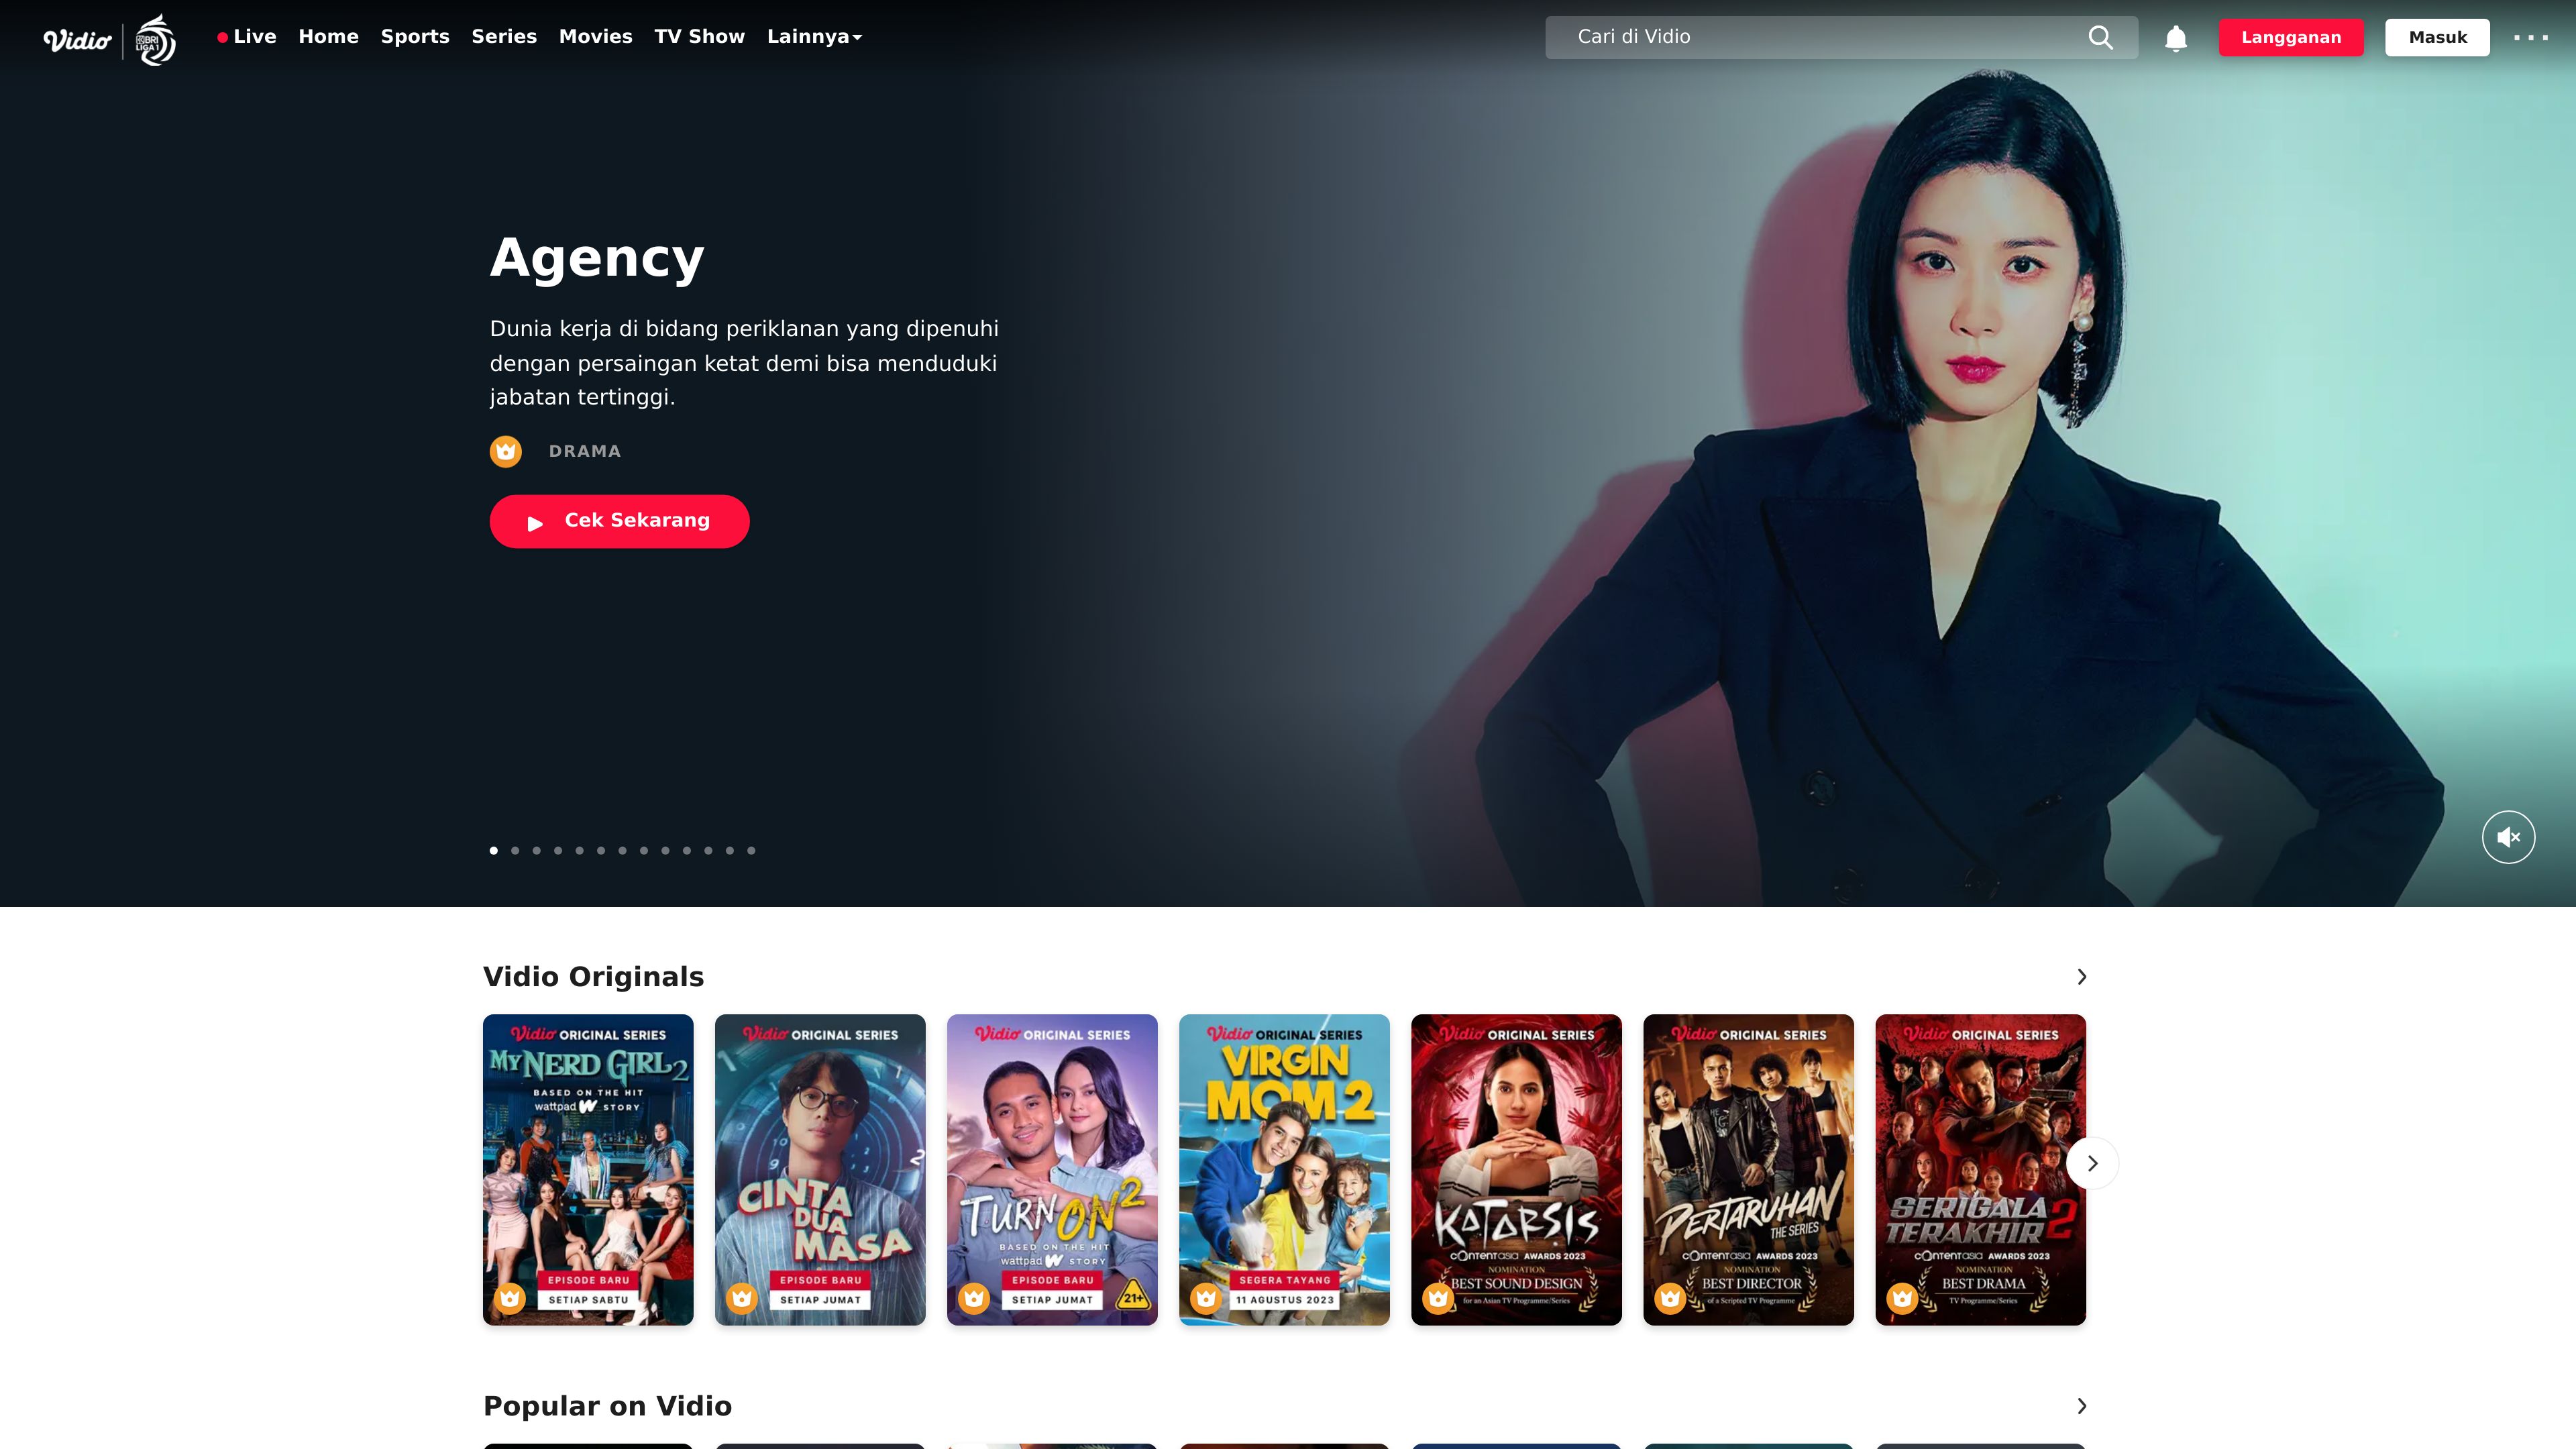 Vidio
BRI
LIGA 1
Live
Home
Sports
Series
Movies
TV Show
Lainnya
Cari di Vidio
Langganan
Masuk
Agency
Dunia kerja di bidang periklanan yang dipenuhi
dengan persaingan ketat demi bisa menduduki
jabatan tertinggi.
DRAMA
Cek Sekarang
Vidio Originals
Vidio ORIGINAL SERIES
MY NERD GIRL 2
BASED ON THE HIT
wattpad W STORY
EPISODE BARU
SETIAP SABTU
Vidio ORIGINAL SERIES
CINTA
DUA
MASA
EPISODE BARU
SETIAP JUMAT
Vidio ORIGINAL SERIES
TURN ON 2
BASED ON THE HIT
wattpad W STORY
EPISODE BARU
SETIAP JUMAT
21+
Vidio ORIGINAL SERIES
VIRGIN
MOM 2
SEGERA TAYANG
11 AGUSTUS 2023
Vidio ORIGINAL SERIES
KATARSIS
CONTENTASIA AWARDS 2023
NOMINATION
BEST SOUND DESIGN
for an Asian TV Programme/Series
Vidio ORIGINAL SERIES
PERTARUHAN
THE SERIES
CONTENTASIA AWARDS 2023
NOMINATION
BEST DIRECTOR
of a Scripted TV Programme
Vidio ORIGINAL SERIES
SERIGALA
TERAKHIR 2
CONTENTASIA AWARDS 2023
NOMINATION
BEST DRAMA
TV Programme/Series
Popular on Vidio